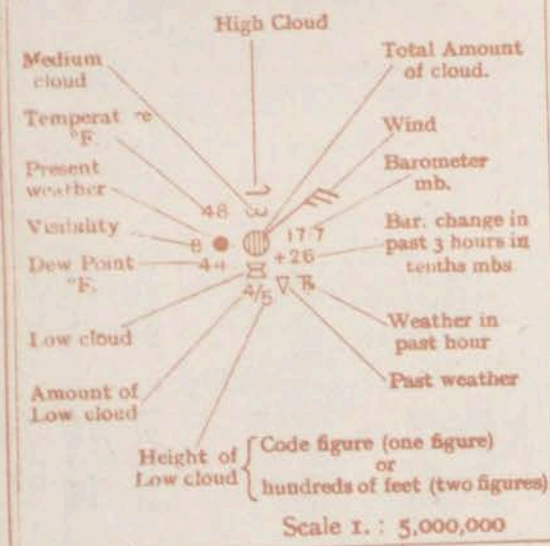 High Cloud
Medium
cloud
Total Amount
of cloud.
Temperat re
°F.
Wind
Present
weather
Barometer
mb.
48
Visibility
8
177
Bar. change in
past 3 hours in
tenths mbs
+26
Dew Point
°F.
44
4/5
Low cloud
Weather in
past hour
Amount of
Low cloud
Past weather
Height of
Low cloud
Code figure (one figure)
or
hundreds of feet (two figures)
Scale 1. : 5,000,000